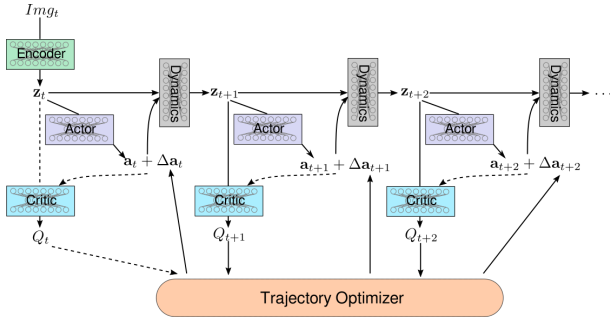 Img_t
Encoder
z_t
Dynamics
z_{t+1}
Dynamics
z_{t+2}
Dynamics
...
Actor
Actor
Actor
a_t + Δa_t
a_{t+1} + Δa_{t+1}
a_{t+2} + Δa_{t+2}
Critic
Critic
Critic
Q_t
Q_{t+1}
Q_{t+2}
Trajectory Optimizer